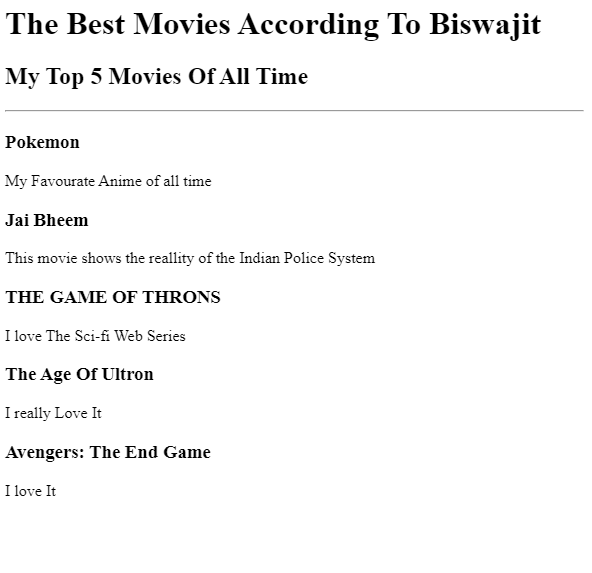 The Best Movies According To Biswajit
My Top 5 Movies Of All Time
Pokemon
My Favourate Anime of all time
Jai Bheem
This movie shows the reallity of the Indian Police System
THE GAME OF THRONS
I love The Sci-fi Web Series
The Age Of Ultron
I really Love It
Avengers: The End Game
I love It